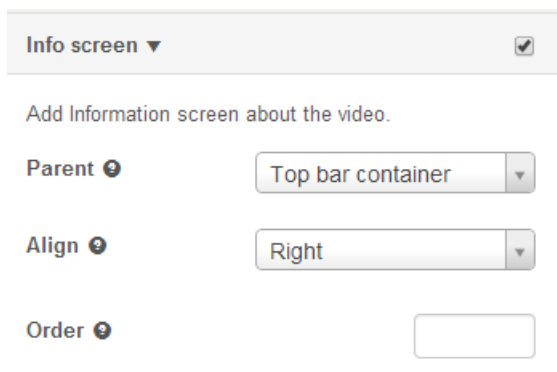 Info screen ▼
Add Information screen about the video.
Parent
Top bar container
Align
Right
Order